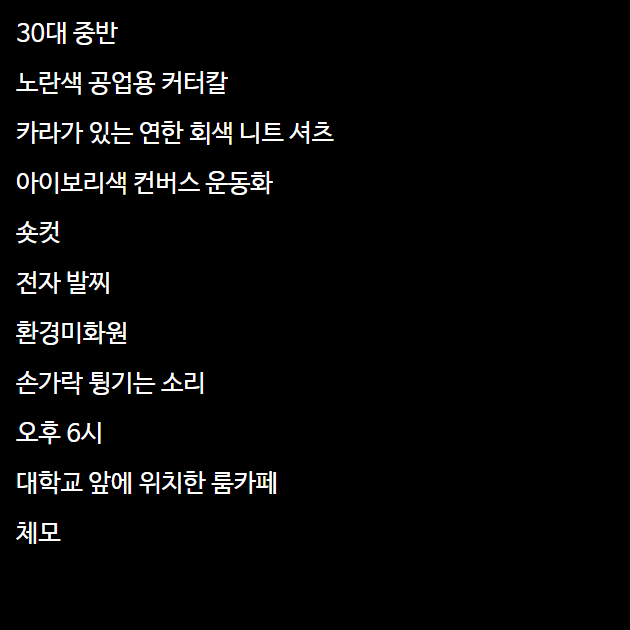 30대 중반
노란색 공업용 커터칼
카라가 있는 연한 회색 니트 셔츠
아이보리색 컨버스 운동화
숏컷
전자 발찌
환경미화원
손가락 튕기는 소리
오후 6시
대학교 앞에 위치한 룸카페
체모